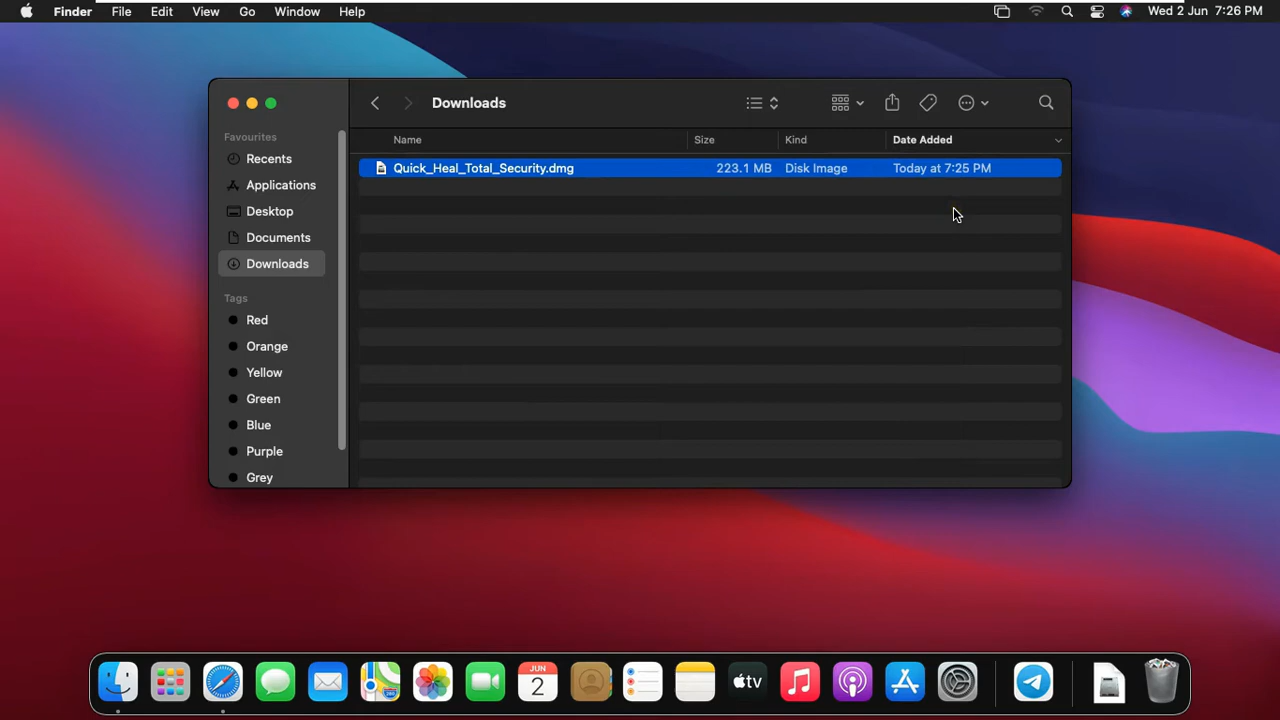 Finder File Edit View Go Window Help Wed 2 Jun 7:26 PM
Downloads
Favourites
Recents
Applications
Desktop
Documents
Downloads
Tags
Red
Orange
Yellow
Green
Blue
Purple
Grey
Name Size Kind Date Added
Quick_Heal_Total_Security.dmg 223.1 MB Disk Image Today at 7:25 PM
JUN
2
tv